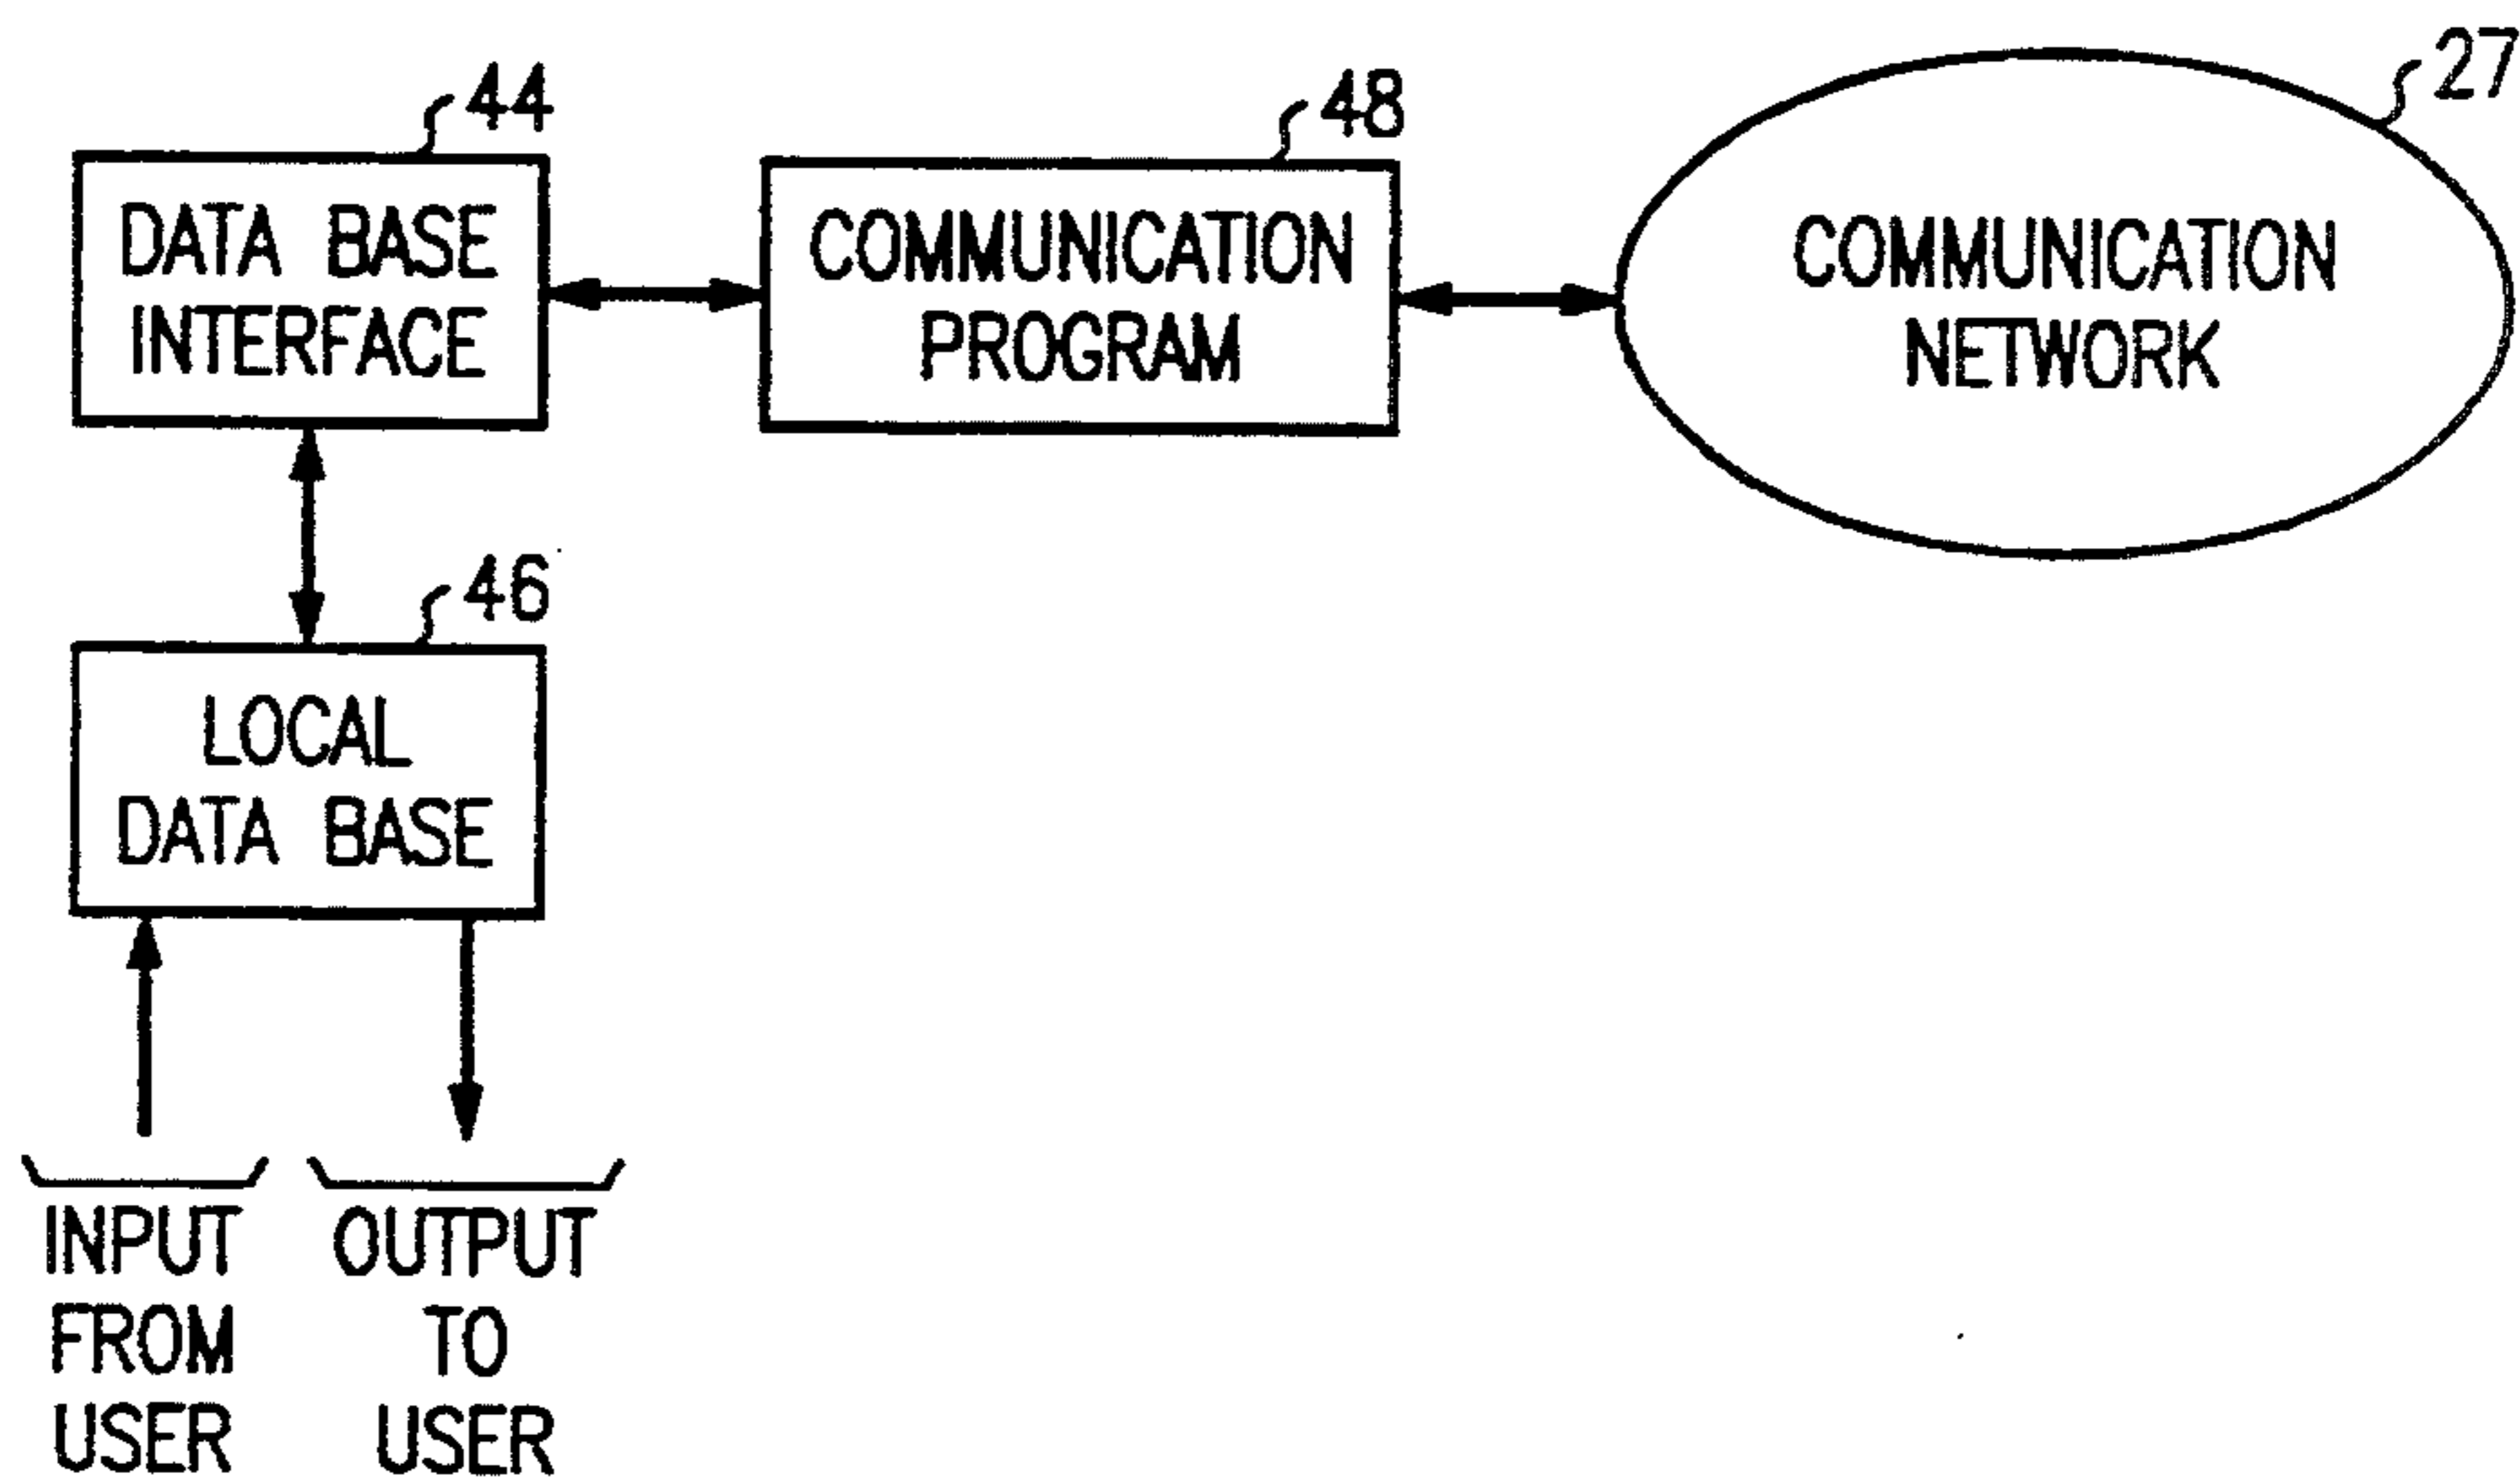 44
DATA BASE
INTERFACE
48
COMMUNICATION
PROGRAM
27
COMMUNICATION
NETWORK
46
LOCAL
DATA BASE
INPUT
FROM
USER
OUTPUT
TO
USER